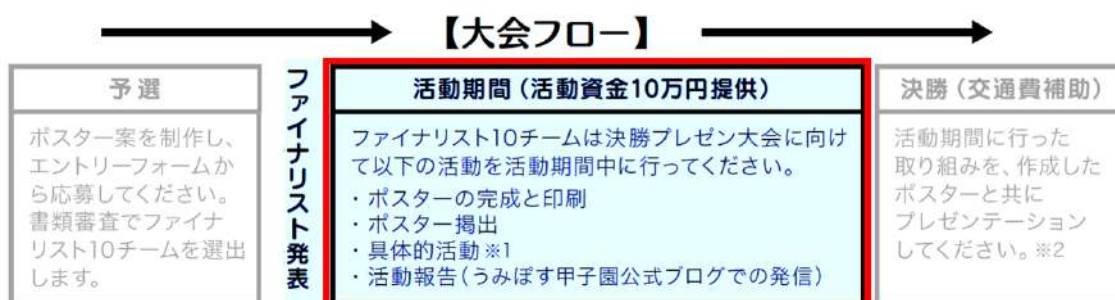 【大会フロー】
予選
ポスター案を制作し、
エントリーフォームか
ら応募してください。
書類審査でファイナ
リスト10チームを選出
します。
ファイナリスト発表
活動期間（活動資金10万円提供）
ファイナリスト10チームは決勝プレゼン大会に向け
て以下の活動を活動期間中に行ってください。
・ポスターの完成と印刷
・ポスター掲出
・具体的活動※1
・活動報告（うみぽす甲子園公式ブログでの発信）
決勝（交通費補助）
活動期間に行った
取り組みを、作成した
ポスターと共に
プレゼンテーション
してください。※2